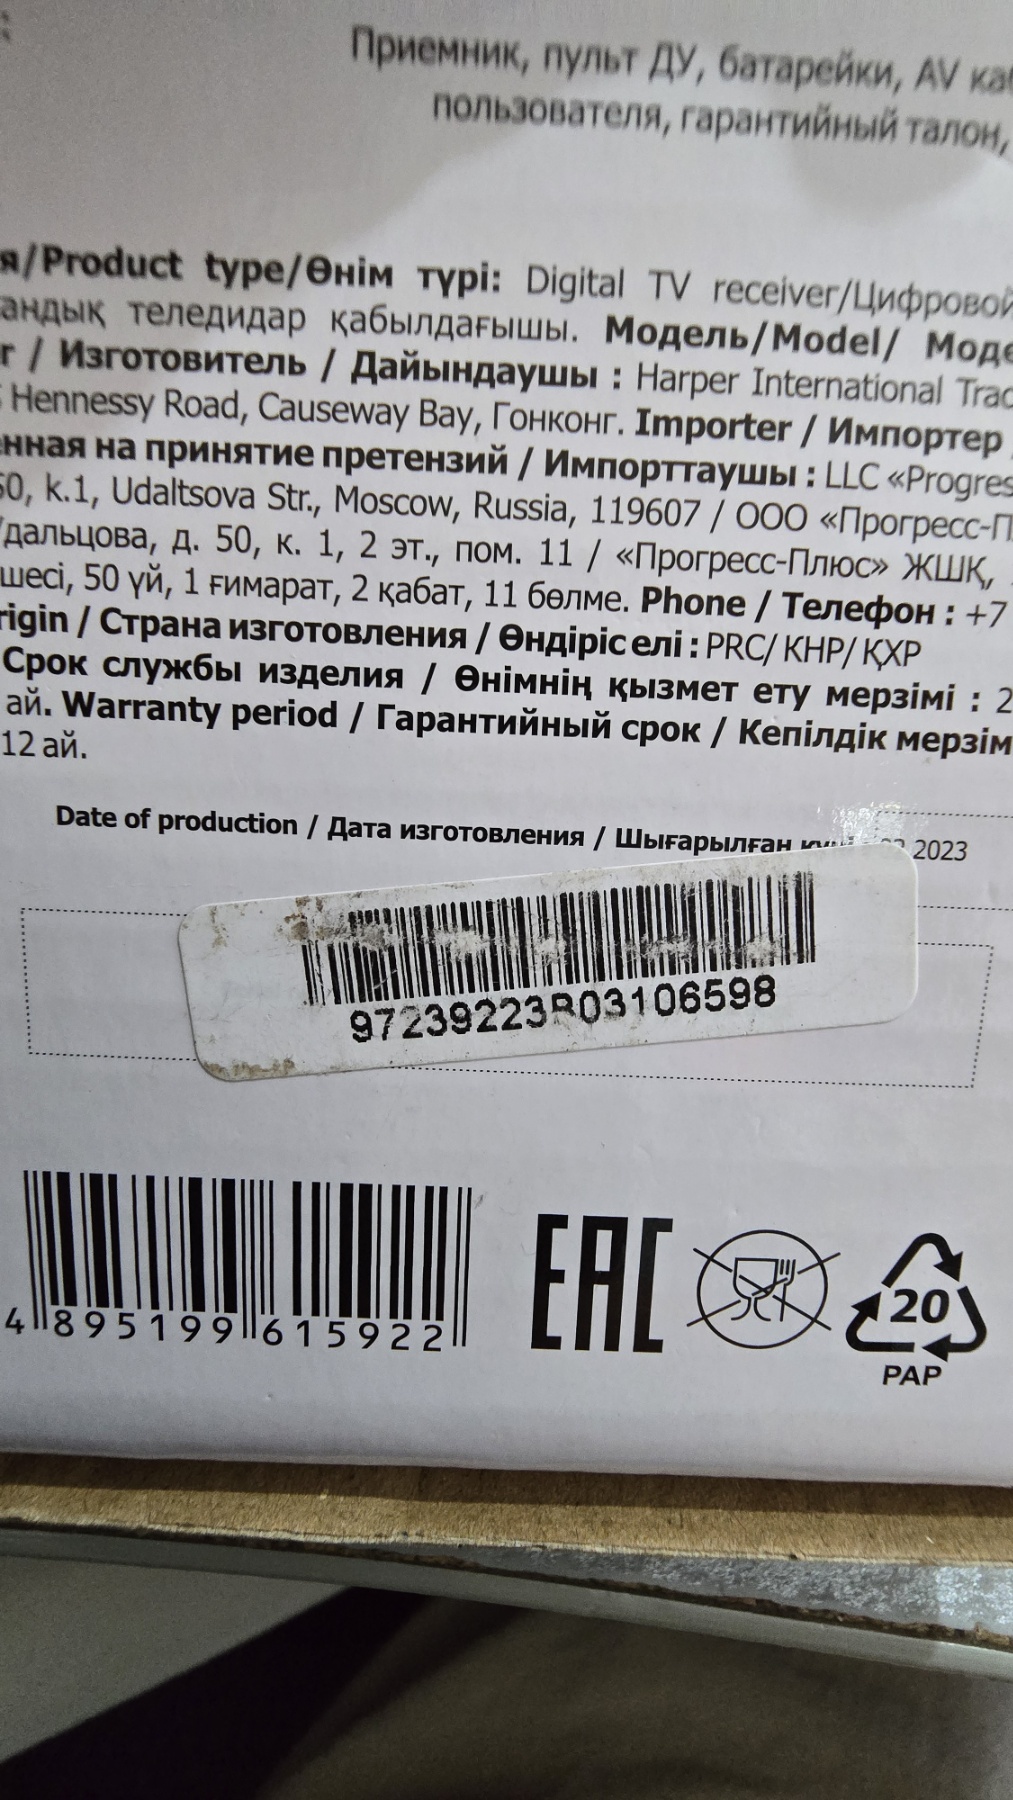 Приемник, пульт ДУ, батарейки, AV
пользователя, гарантийный талон,
я/Product type/Өнім түрі: Digital TV receiver/Цифровой
андық теледидар қабылдағышы. Модель/Model/ Моде
r / Изготовитель / Дайындаушы : Harper International Trad
Hennessy Road, Causeway Bay, Гонконг. Importer / Импортер
енная на принятие претензий / Импорттаушы : LLC «Progres
50, k.1, Udaltsova Str., Moscow, Russia, 119607 / ООО «Прогресс-П
дальцова, д. 50, к. 1, 2 эт., пом. 11 / «Прогресс-Плюс» ЖШҚ,
шесі, 50 үй, 1 ғимарат, 2 қабат, 11 бөлме. Phone / Телефон : +7
rigin / Страна изготовления / Өндіріс елі : PRC/ КНР/ ҚХР
Срок службы изделия / Өнімнің қызмет ету мерзімі : 2
ай. Warranty period / Гарантийный срок / Кепілдік мерзім
12 ай.
Date of production / Дата изготовления / Шығарылған 2023
97239223R03106598
4 895199 615922
EAC
20
PAP